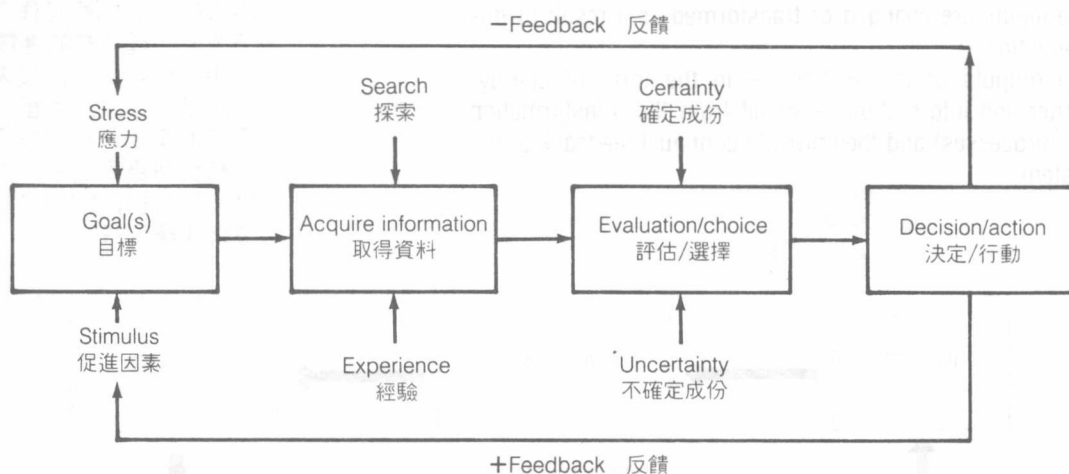 −Feedback 反饋
Search
探索
Certainty
確定成份
Stress
應力
Goal(s)
目標
Acquire information
取得資料
Evaluation/choice
評估/選擇
Decision/action
決定/行動
Stimulus
促進因素
Experience
經驗
Uncertainty
不確定成份
+Feedback 反饋